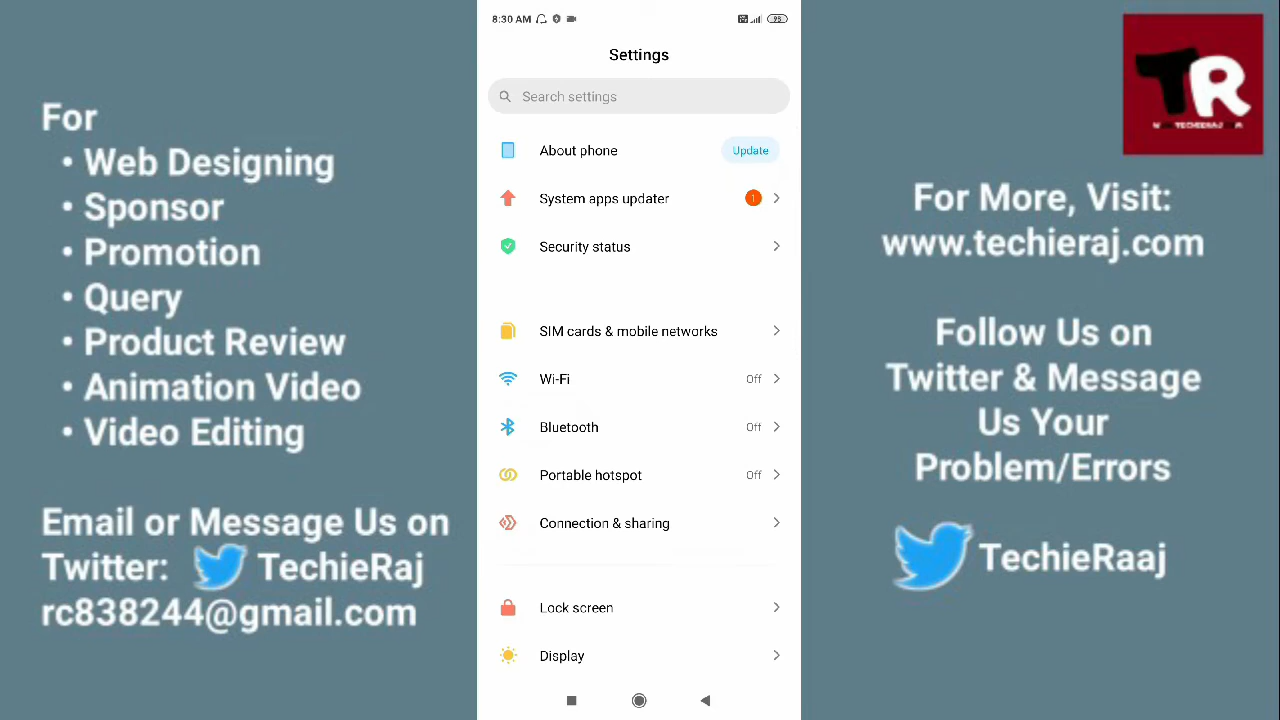 For
• Web Designing
• Sponsor
• Promotion
• Query
• Product Review
• Animation Video
• Video Editing
Email or Message Us on
Twitter: TechieRaj
rc838244@gmail.com
8:30 AM
98
Settings
Search settings
About phone
Update
System apps updater
1
Security status
SIM cards & mobile networks
Wi-Fi
Off
Bluetooth
Off
Portable hotspot
Off
Connection & sharing
Lock screen
Display
TR
For More, Visit:
www.techieraj.com
Follow Us on
Twitter & Message
Us Your
Problem/Errors
TechieRaaj